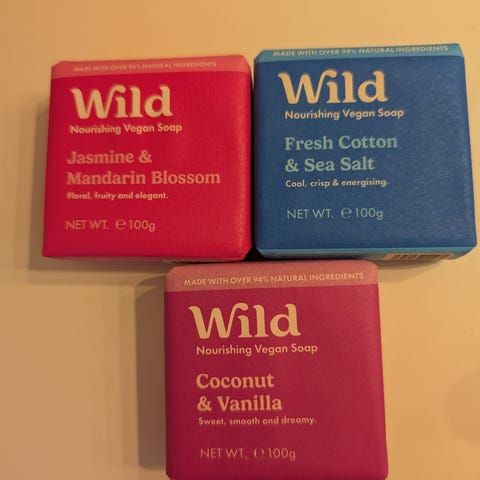 MADE WITH OVER 94% NATURAL INGREDIENTS
Wild
Nourishing Vegan Soap
Jasmine &
Mandarin Blossom
Floral, fruity and elegant.
NET WT. ℮100g
MADE WITH OVER 94% NATURAL INGREDIENTS
Wild
Nourishing Vegan Soap
Fresh Cotton
& Sea Salt
Cool, crisp & energising.
NET WT. ℮100g
MADE WITH OVER 94% NATURAL INGREDIENTS
Wild
Nourishing Vegan Soap
Coconut
& Vanilla
Sweet, smooth and dreamy.
NET WT. ℮100g